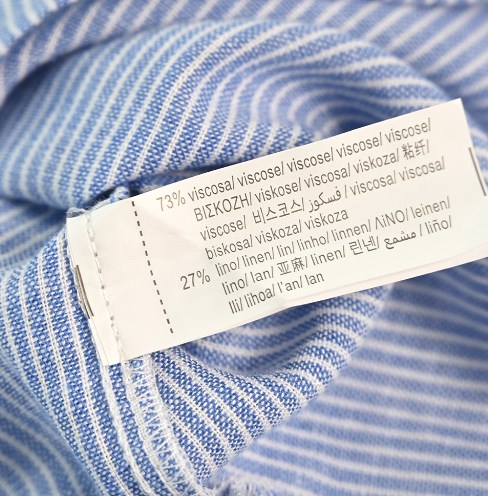 73% viscosa/ viscose/ viscose/ viscose/ viscose/
ΒΙΣΚΟΖΗ/ viskose/ viscosa/ viskoza/ 粘纤/
viscose/ 비스코스/ فسكوز / viscosa/ viscosa/
biskosa/ viskoza/ viskoza
27% lino/ linen/ lin/ linho/ linnen/ ΛΙΝΟ/ leinen/
lino/ lan/ 亚麻/ linen/ 린넨/ مشمع / liño/
lli/ lihoa/ l'an/ lan